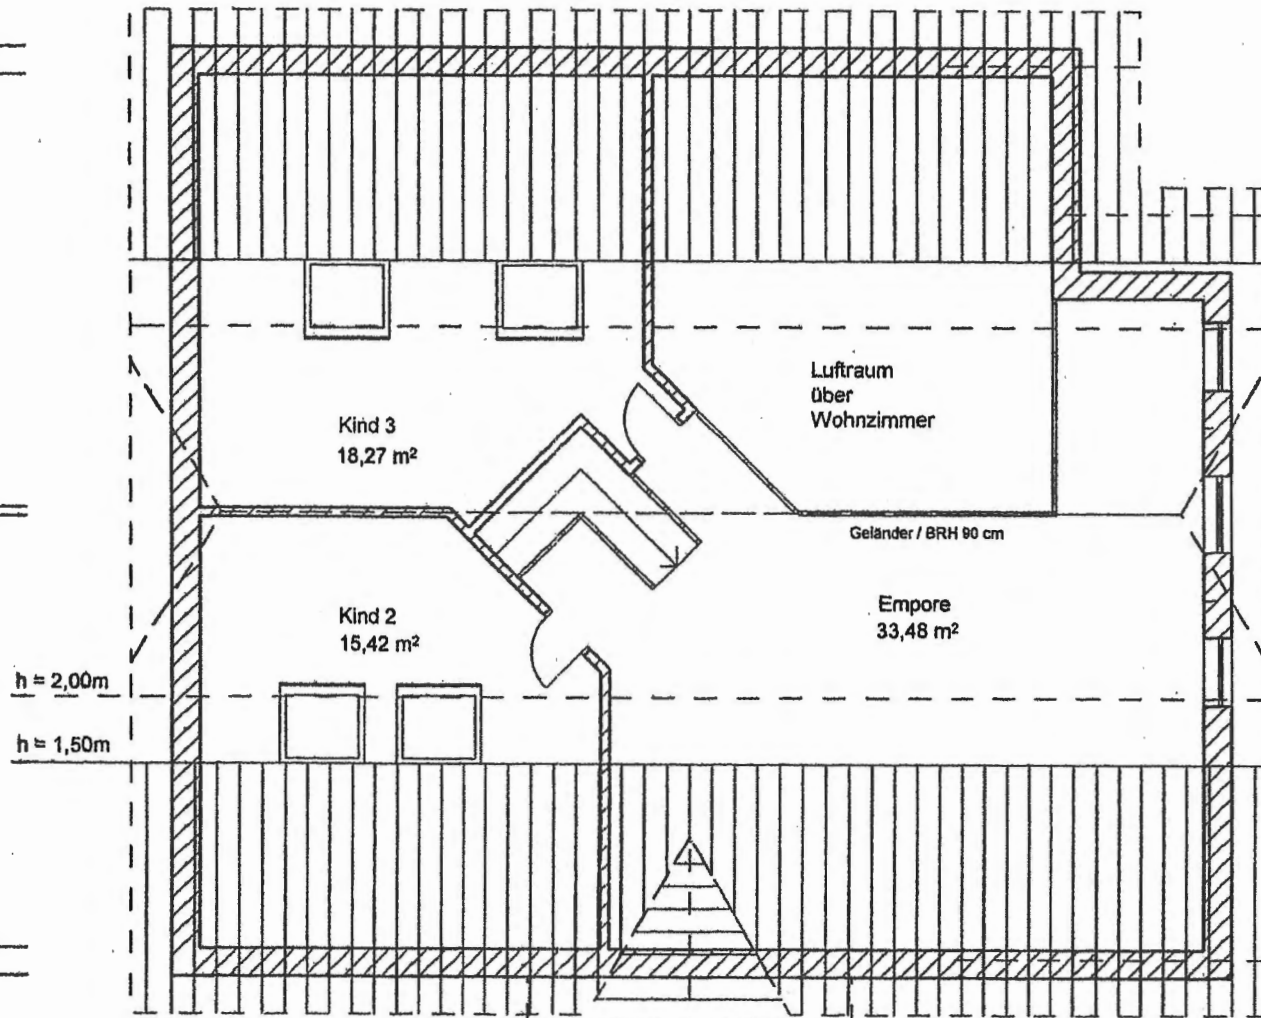 Luftraum
über
Wohnzimmer
Kind 3
18,27 m²
Geländer / BRH 90 cm
Kind 2
15,42 m²
Empore
33,48 m²
h = 2,00m
h = 1,50m